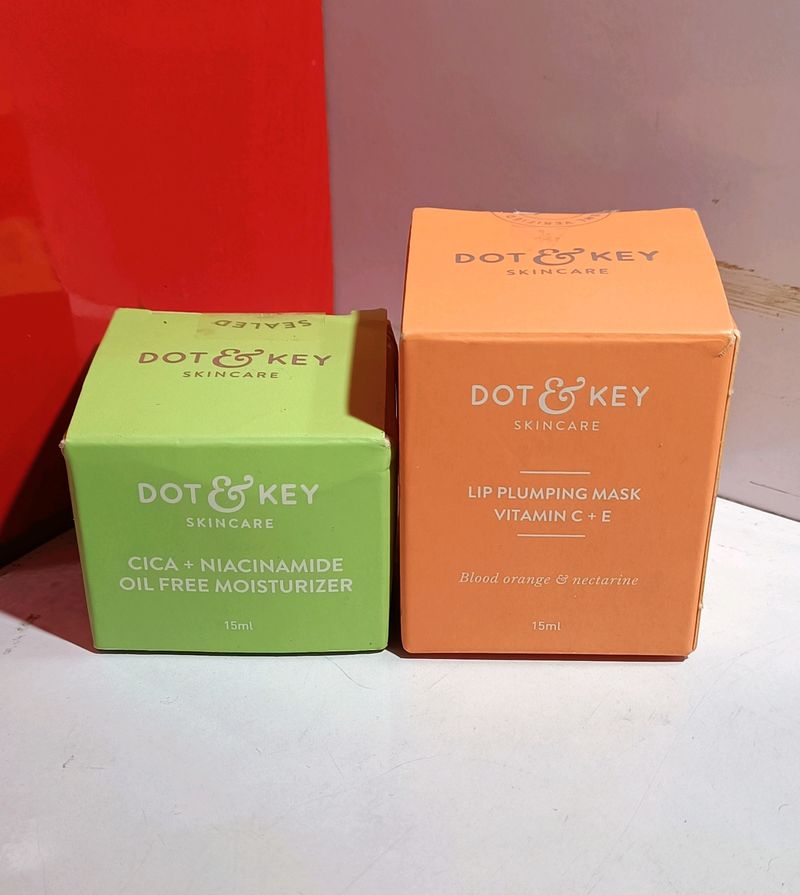 SEALED
DOT & KEY
SKINCARE
DOT & KEY
SKINCARE
CICA + NIACINAMIDE
OIL FREE MOISTURIZER
15ml
DOT & KEY
SKINCARE
DOT & KEY
SKINCARE
LIP PLUMPING MASK
VITAMIN C + E
Blood orange & nectarine
15ml